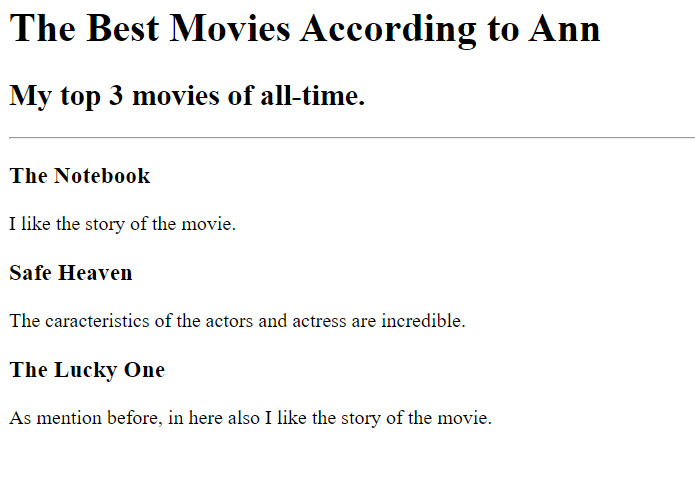 The Best Movies According to Ann
My top 3 movies of all-time.
The Notebook
I like the story of the movie.
Safe Heaven
The caracteristics of the actors and actress are incredible.
The Lucky One
As mention before, in here also I like the story of the movie.